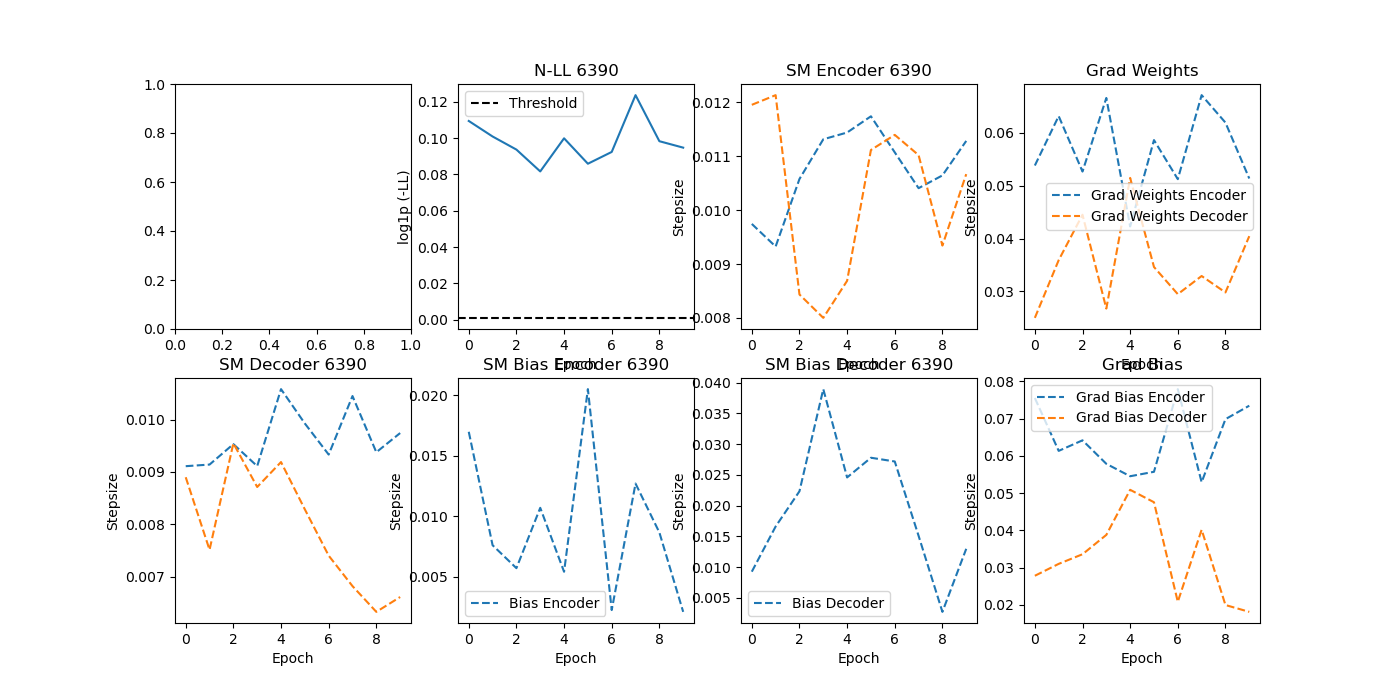 1.0
0.8
0.6
0.4
0.2
0.0
0.0 0.2 0.4 0.6 0.8 1.0
N-LL 6390
log1p (-LL)
0.12
0.10
0.08
0.06
0.04
0.02
0.00
Threshold
0 2 4 6 8
Epoch
SM Encoder 6390
Stepsize
0.012
0.011
0.010
0.009
0.008
0 2 4 6 8
Epoch
Grad Weights
Stepsize
0.06
0.05
0.04
0.03
Grad Weights Encoder
Grad Weights Decoder
0 2 4 6 8
Epoch
SM Decoder 6390
Stepsize
0.010
0.009
0.008
0.007
0 2 4 6 8
Epoch
SM Bias Encoder 6390
Stepsize
0.020
0.015
0.010
0.005
Bias Encoder
0 2 4 6 8
Epoch
SM Bias Decoder 6390
Stepsize
0.040
0.035
0.030
0.025
0.020
0.015
0.010
0.005
Bias Decoder
0 2 4 6 8
Epoch
Grad Bias
Stepsize
0.08
0.07
0.06
0.05
0.04
0.03
0.02
Grad Bias Encoder
Grad Bias Decoder
0 2 4 6 8
Epoch